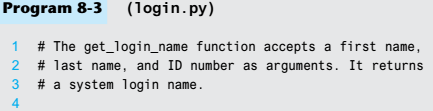 Program 8-3 (login.py)
1 # The get_login_name function accepts a first name,
2 # last name, and ID number as arguments. It returns
3 # a system login name.
4